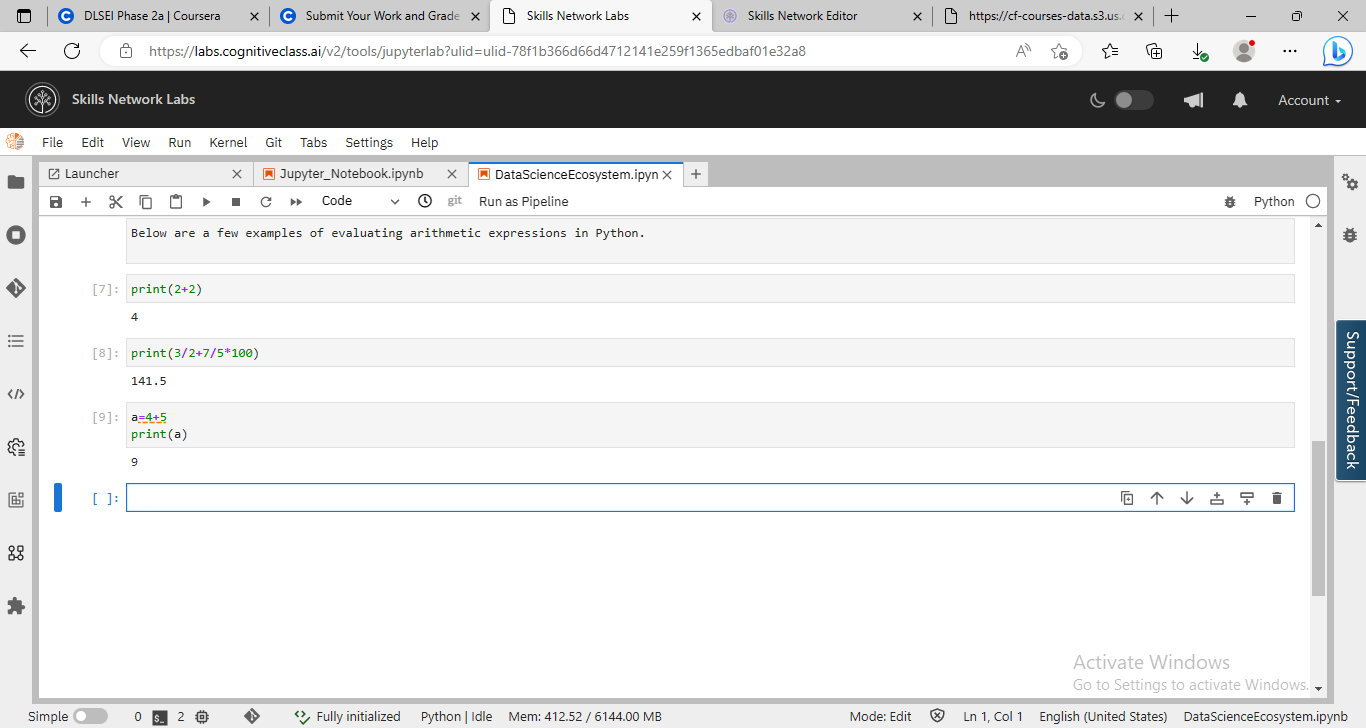 DLSEI Phase 2a | Coursera
Submit Your Work and Grade
Skills Network Labs
Skills Network Editor
https://cf-courses-data.s3.us.
https://labs.cognitiveclass.ai/v2/tools/jupyterlab?ulid=ulid-78f1b366d66d4712141e259f1365edbaf01e32a8
Skills Network Labs
Account
File Edit View Run Kernel Git Tabs Settings Help
Launcher
Jupyter_Notebook.ipynb
DataScienceEcosystem.ipyn
Code
git
Run as Pipeline
Python
Below are a few examples of evaluating arithmetic expressions in Python.
[7]: print(2+2)
4
[8]: print(3/2+7/5*100)
141.5
[9]: a=4+5
print(a)
9
[ ]:
Support/Feedback
Activate Windows
Go to Settings to activate Windows.
Simple 0 2 Fully initialized Python | Idle Mem: 412.52 / 6144.00 MB Mode: Edit Ln 1, Col 1 English (United States) DataScienceEcosystem.ipynb